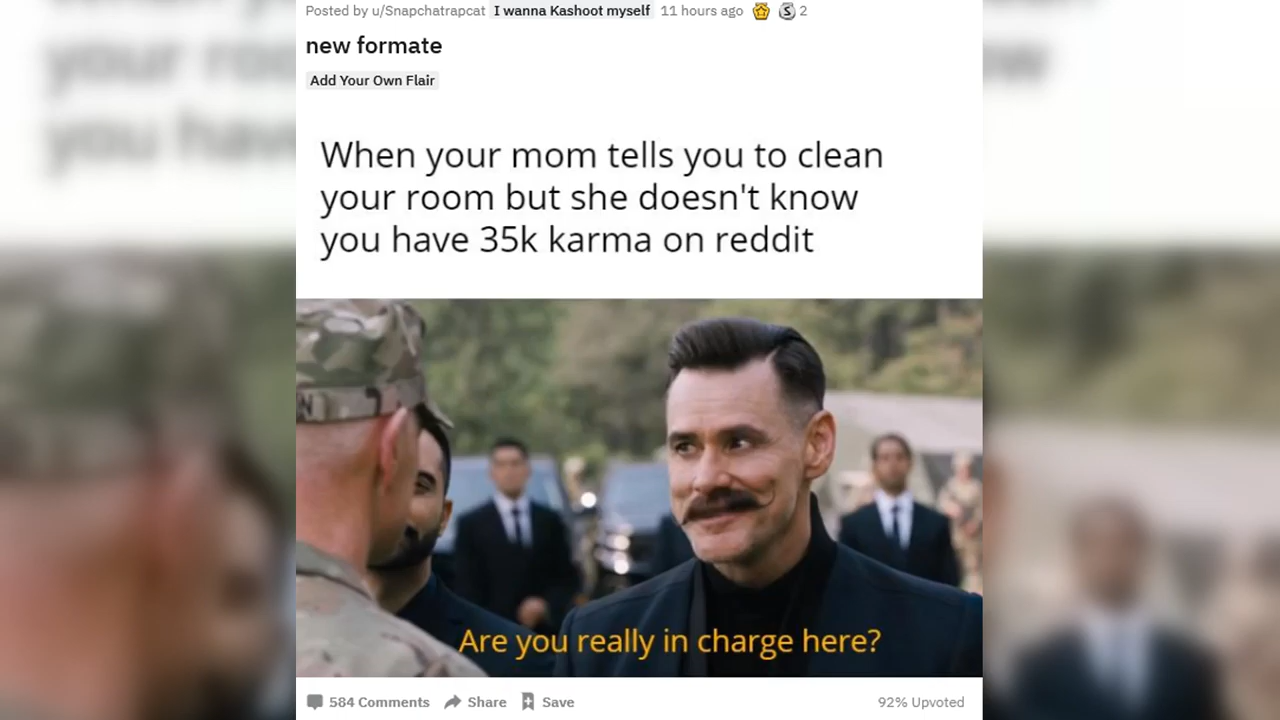 Posted by u/Snapchatrapcat I wanna Kashoot myself 11 hours ago S 2
new formate
Add Your Own Flair
When your mom tells you to clean
your room but she doesn't know
you have 35k karma on reddit
N
Are you really in charge here?
584 Comments Share Save 92% Upvoted